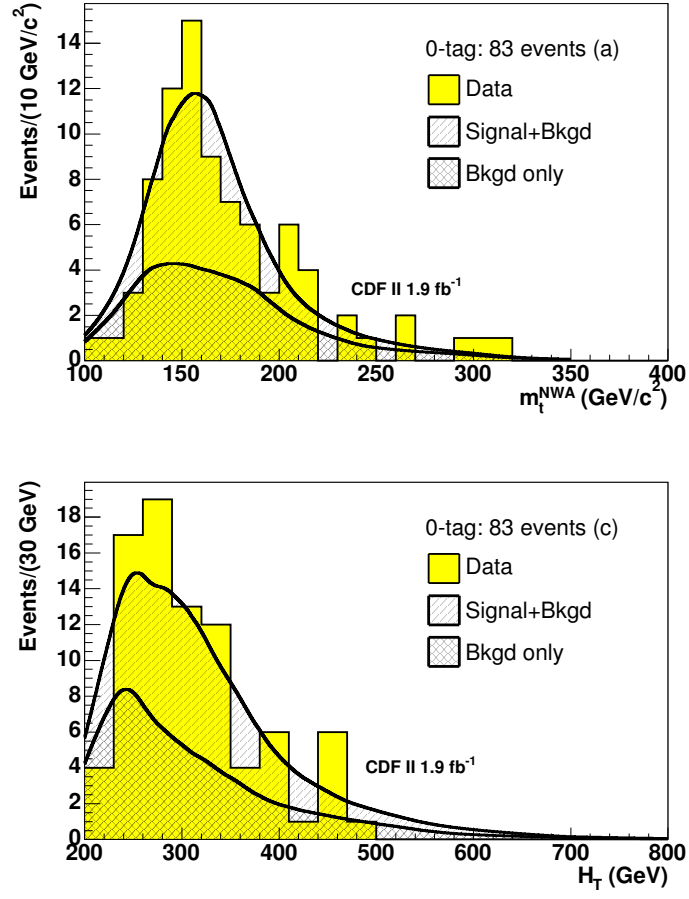 Events/(10 GeV/c²)
14
12
10
8
6
4
2
0
0-tag: 83 events (a)
Data
Signal+Bkgd
Bkgd only
CDF II 1.9 fb⁻¹
100 150 200 250 300 350 400
m_t^NWA (GeV/c²)
Events/(30 GeV)
18
16
14
12
10
8
6
4
2
0
0-tag: 83 events (c)
Data
Signal+Bkgd
Bkgd only
CDF II 1.9 fb⁻¹
200 300 400 500 600 700 800
H_T (GeV)